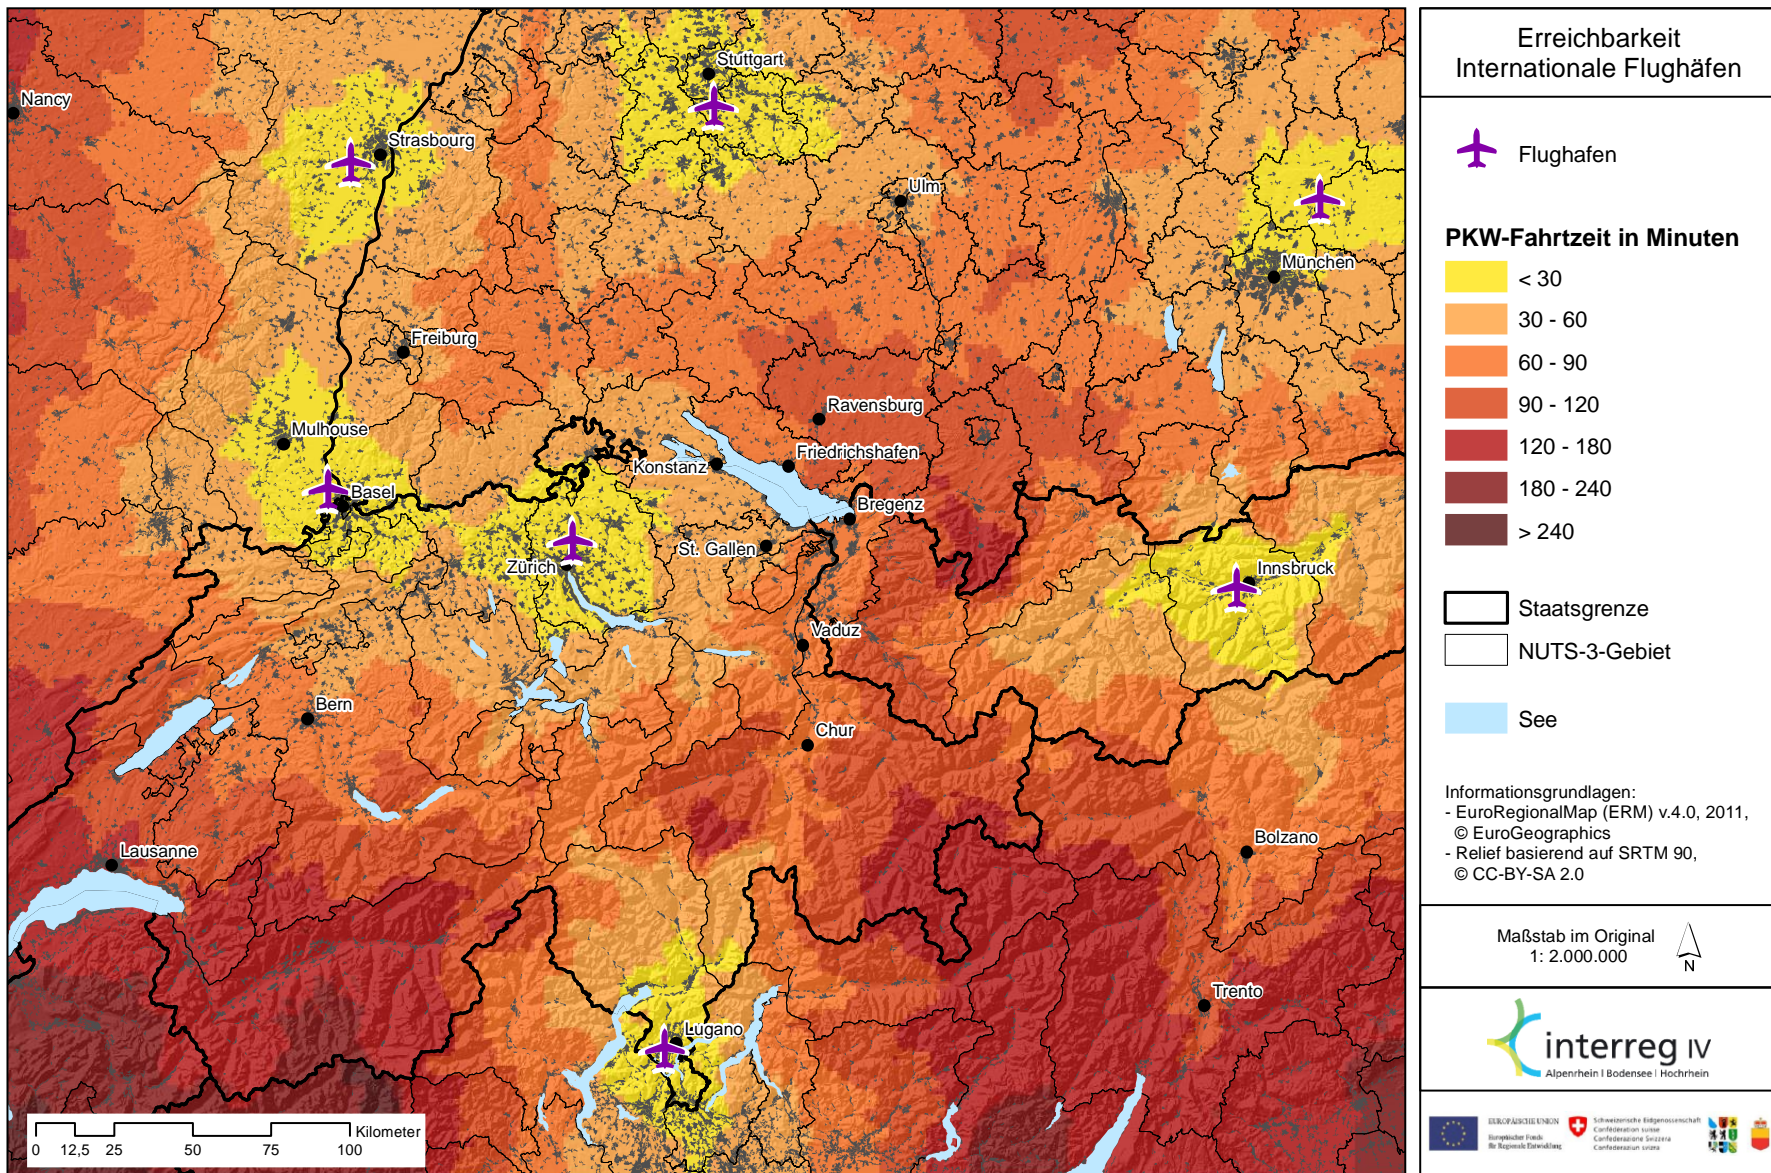 Erreichbarkeit
Internationale Flughäfen
Flughafen
PKW-Fahrtzeit in Minuten
< 30
30 - 60
60 - 90
90 - 120
120 - 180
180 - 240
> 240
Staatsgrenze
NUTS-3-Gebiet
See
Informationsgrundlagen:
- EuroRegionalMap (ERM) v.4.0, 2011,
© EuroGeographics
- Relief basierend auf SRTM 90,
© CC-BY-SA 2.0
Maßstab im Original
1: 2.000.000
N
interreg IV
Alpenrhein | Bodensee | Hochrhein
EUROPÄISCHE UNION
Europäischer Fonds
für Regionale Entwicklung
Schweizerische Eidgenossenschaft
Confédération suisse
Confederazione Svizzera
Confederaziun svizra
Stuttgart
Nancy
Strasbourg
Ulm
München
Freiburg
Ravensburg
Mulhouse
Friedrichshafen
Konstanz
Basel
Bregenz
St. Gallen
Zürich
Innsbruck
Vaduz
Bern
Chur
Bolzano
Lausanne
Trento
Lugano
Kilometer
0 12,5 25 50 75 100